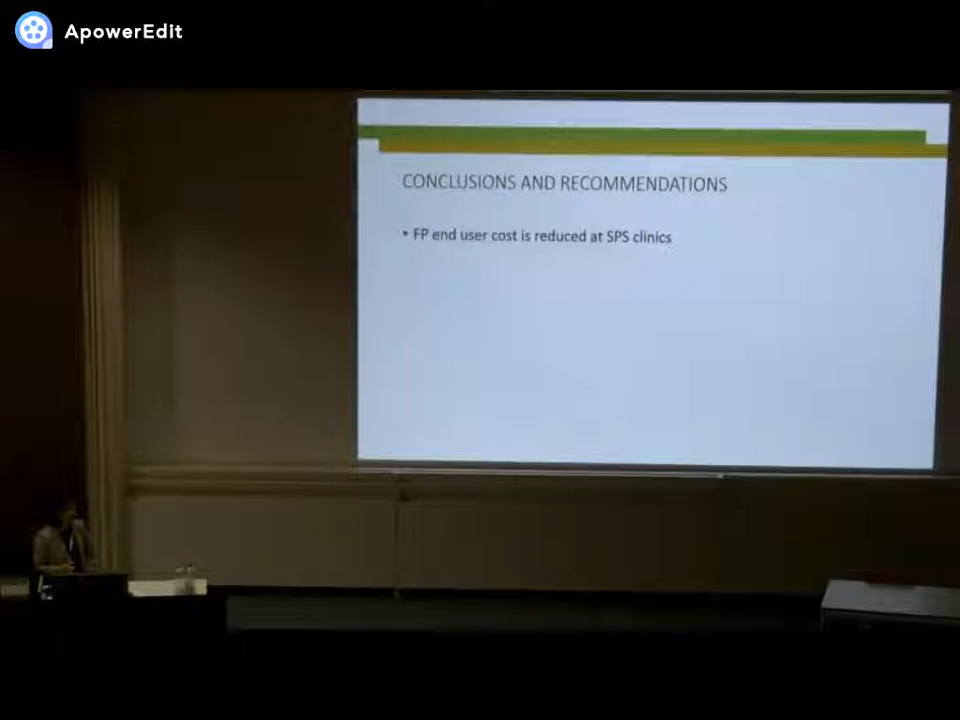 ApowerEdit
CONCLUSIONS AND RECOMMENDATIONS
• FP end user cost is reduced at SPS clinics